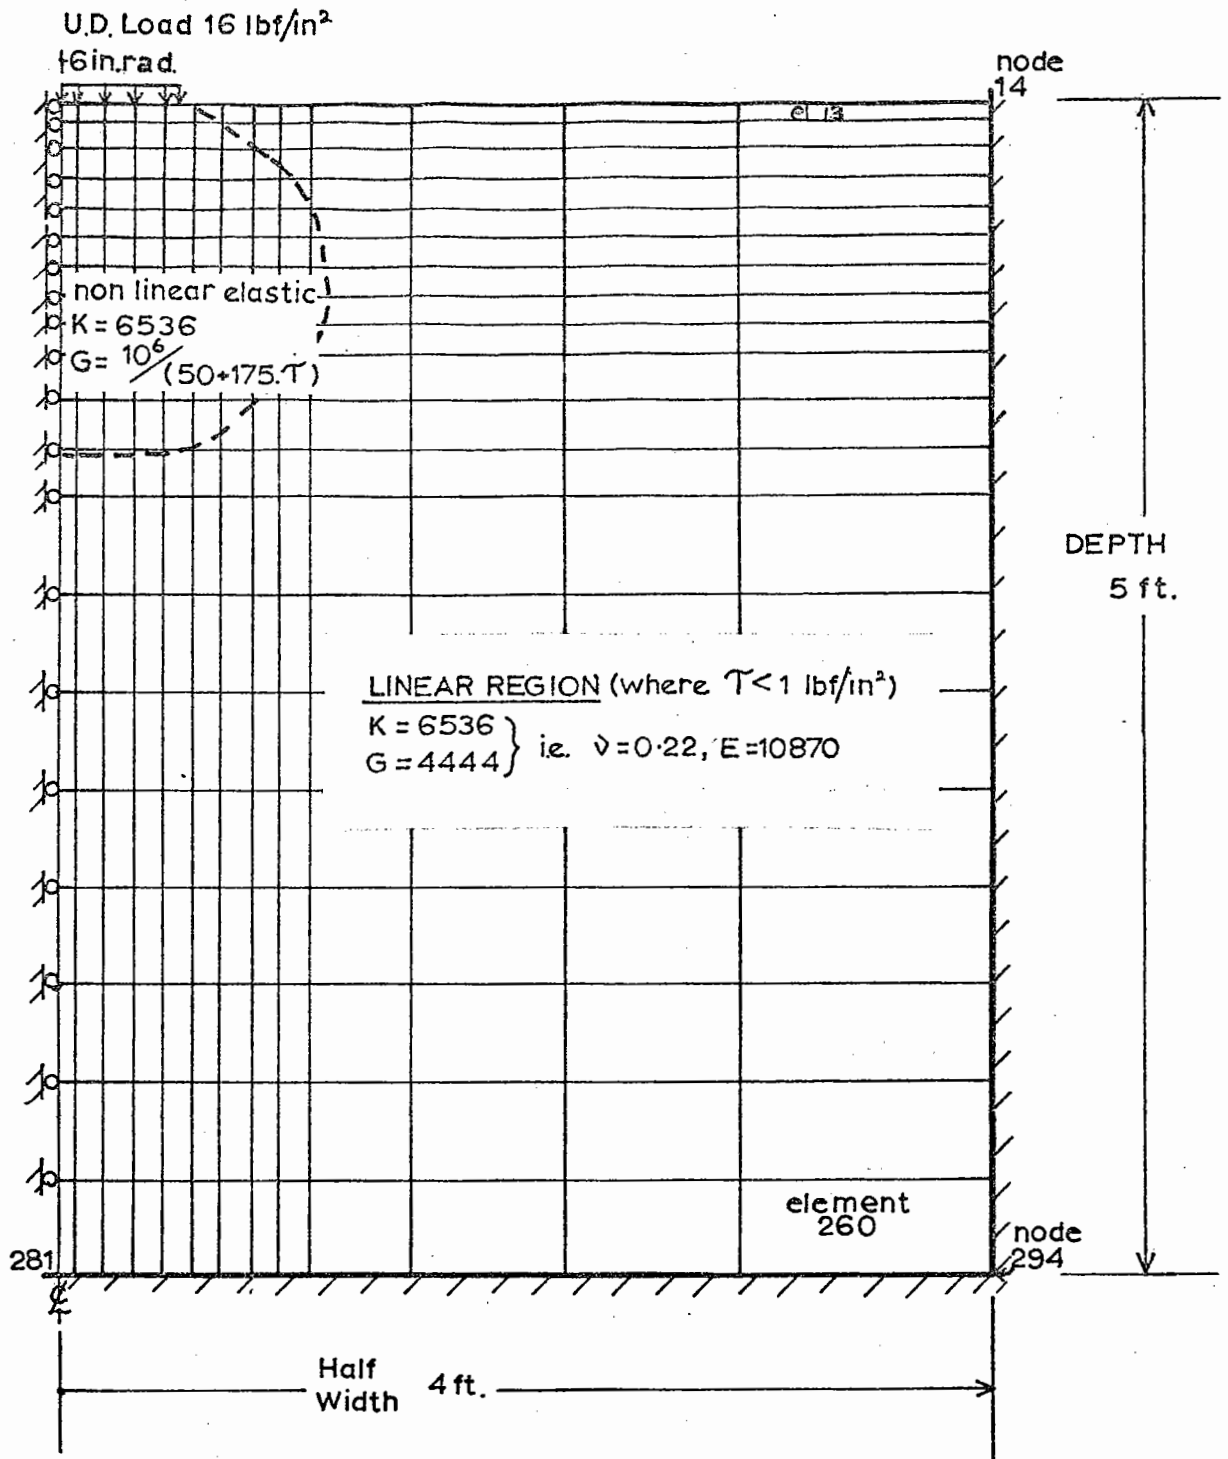 U.D. Load 16 lbf/in²
6in.rad.
node
14
el 13
non linear elastic
K = 6536
G = 10⁶/(50+175.τ)
DEPTH
5 ft.
LINEAR REGION (where τ<1 lbf/in²)
K = 6536
G = 4444 } i.e. ν=0·22, E=10870
element
260
281
node
294
℄
Half
Width 4 ft.